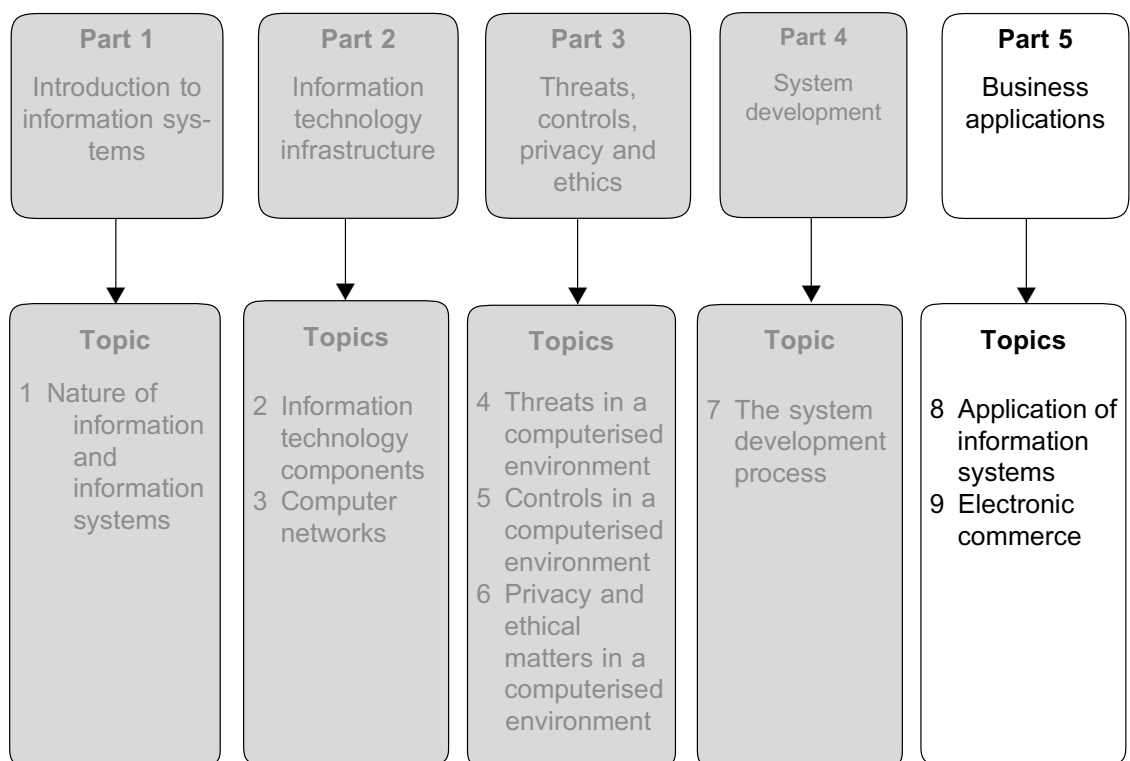 Part 1
Introduction to
information sys-
tems
Part 2
Information
technology
infrastructure
Part 3
Threats,
controls,
privacy and
ethics
Part 4
System
development
Part 5
Business
applications
Topic
1 Nature of
information
and
information
systems
Topics
2 Information
technology
components
3 Computer
networks
Topics
4 Threats in a
computerised
environment
5 Controls in a
computerised
environment
6 Privacy and
ethical
matters in a
computerised
environment
Topic
7 The system
development
process
Topics
8 Application of
information
systems
9 Electronic
commerce